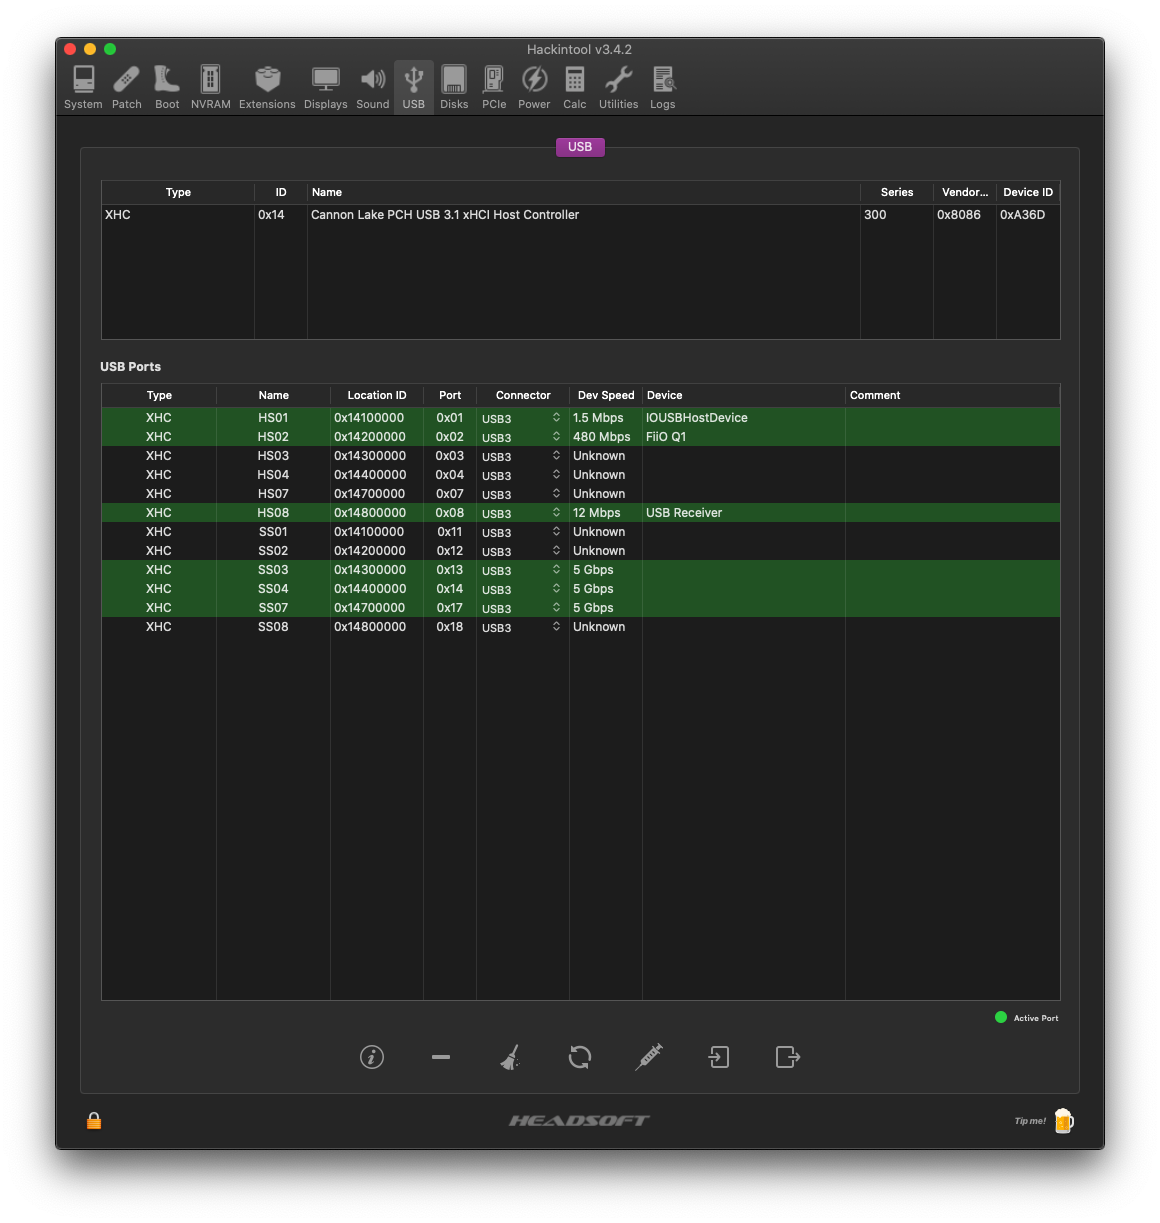 Hackintool v3.4.2
System Patch Boot NVRAM Extensions Displays Sound USB Disks PCIe Power Calc Utilities Logs
USB
Type ID Name Series Vendor... Device ID
XHC 0x14 Cannon Lake PCH USB 3.1 xHCI Host Controller 300 0x8086 0xA36D
USB Ports
Type Name Location ID Port Connector Dev Speed Device Comment
XHC HS01 0x14100000 0x01 USB3 1.5 Mbps IOUSBHostDevice
XHC HS02 0x14200000 0x02 USB3 480 Mbps FiiO Q1
XHC HS03 0x14300000 0x03 USB3 Unknown
XHC HS04 0x14400000 0x04 USB3 Unknown
XHC HS07 0x14700000 0x07 USB3 Unknown
XHC HS08 0x14800000 0x08 USB3 12 Mbps USB Receiver
XHC SS01 0x14100000 0x11 USB3 Unknown
XHC SS02 0x14200000 0x12 USB3 Unknown
XHC SS03 0x14300000 0x13 USB3 5 Gbps
XHC SS04 0x14400000 0x14 USB3 5 Gbps
XHC SS07 0x14700000 0x17 USB3 5 Gbps
XHC SS08 0x14800000 0x18 USB3 Unknown
Active Port
HEADSOFT
Tip me!